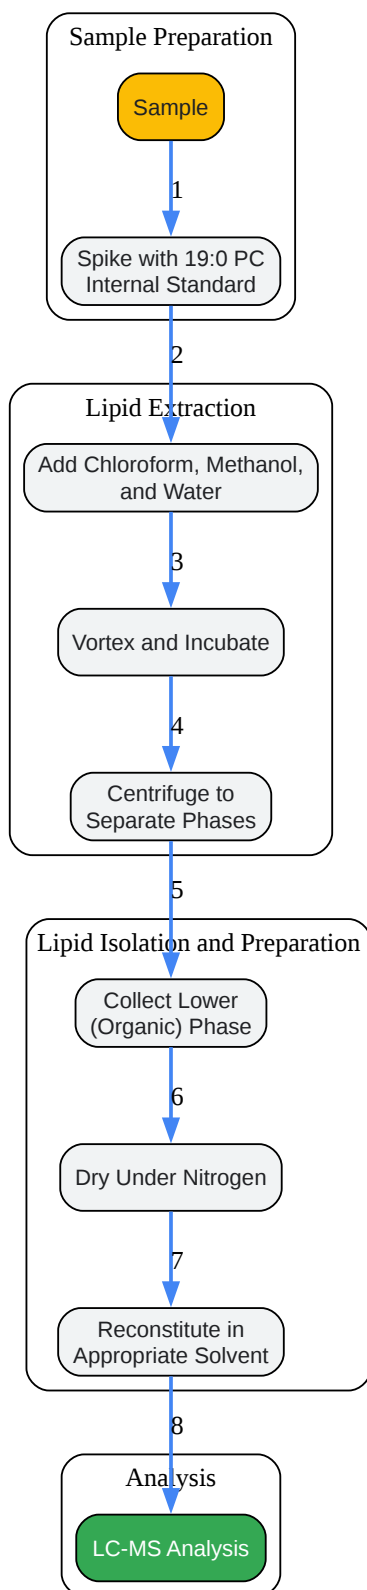 Sample Preparation
Sample
1
Spike with 19:0 PC
Internal Standard
2
Lipid Extraction
Add Chloroform, Methanol,
and Water
3
Vortex and Incubate
4
Centrifuge to
Separate Phases
5
Lipid Isolation and Preparation
Collect Lower
(Organic) Phase
6
Dry Under Nitrogen
7
Reconstitute in
Appropriate Solvent
8
Analysis
LC-MS Analysis